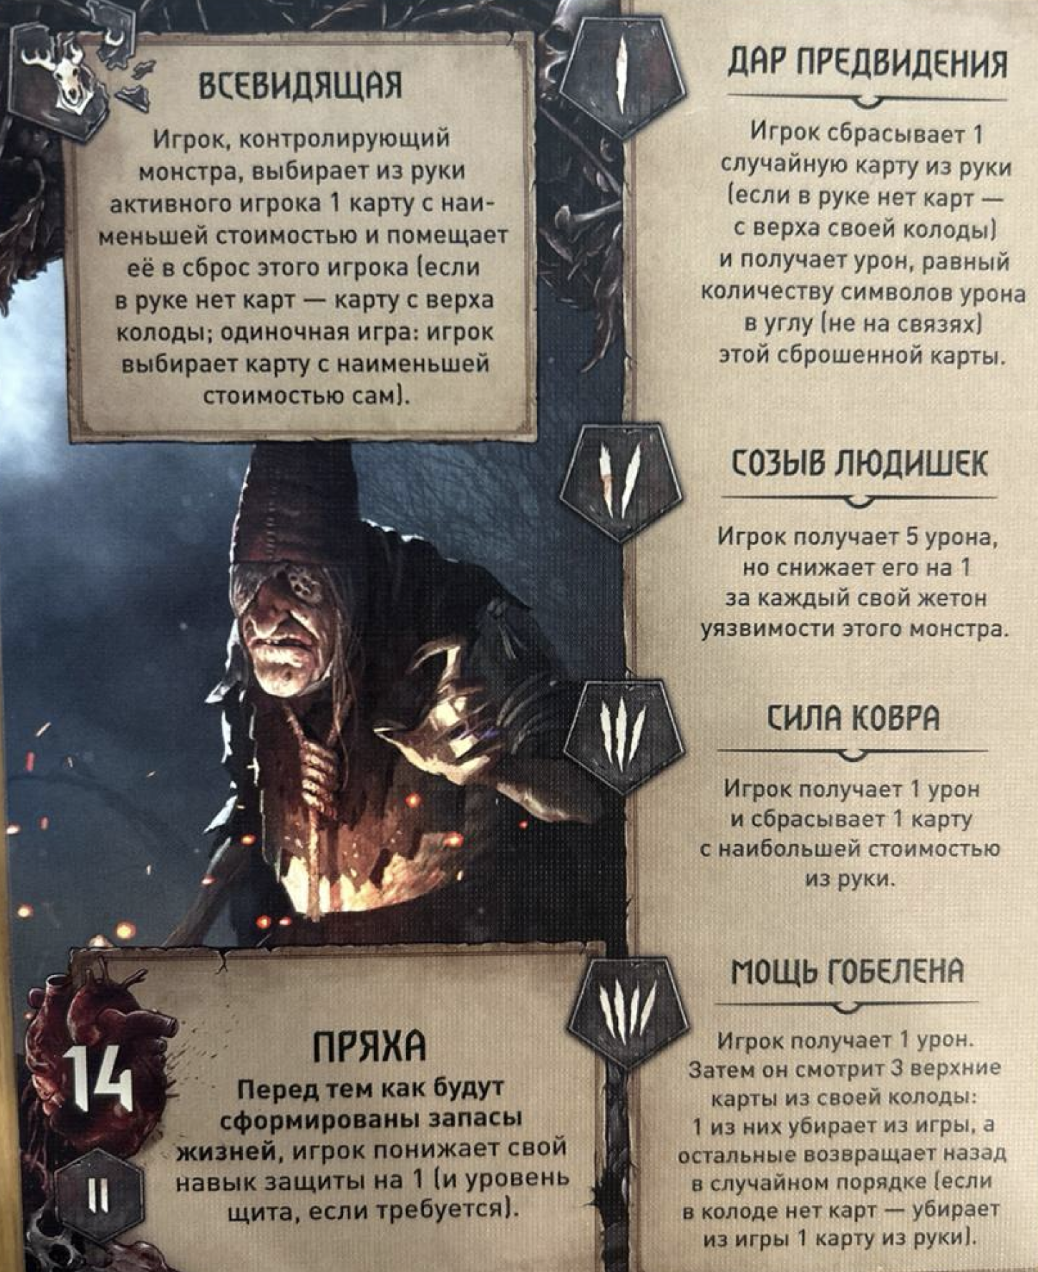 ВСЕВИДЯЩАЯ
Игрок, контролирующий
монстра, выбирает из руки
активного игрока 1 карту с наи-
меньшей стоимостью и помещает
её в сброс этого игрока (если
в руке нет карт — карту с верха
колоды; одиночная игра: игрок
выбирает карту с наименьшей
стоимостью сам).
ПРЯХА
Перед тем как будут
сформированы запасы
жизней, игрок понижает свой
навык защиты на 1 (и уровень
щита, если требуется).
14
II
ДАР ПРЕДВИДЕНИЯ
Игрок сбрасывает 1
случайную карту из руки
(если в руке нет карт —
с верха своей колоды)
и получает урон, равный
количеству символов урона
в углу (не на связях)
этой сброшенной карты.
СОЗЫВ ЛЮДИШЕК
Игрок получает 5 урона,
но снижает его на 1
за каждый свой жетон
уязвимости этого монстра.
СИЛА КОВРА
Игрок получает 1 урон
и сбрасывает 1 карту
с наибольшей стоимостью
из руки.
МОЩЬ ГОБЕЛЕНА
Игрок получает 1 урон.
Затем он смотрит 3 верхние
карты из своей колоды:
1 из них убирает из игры, а
остальные возвращает назад
в случайном порядке (если
в колоде нет карт — убирает
из игры 1 карту из руки).